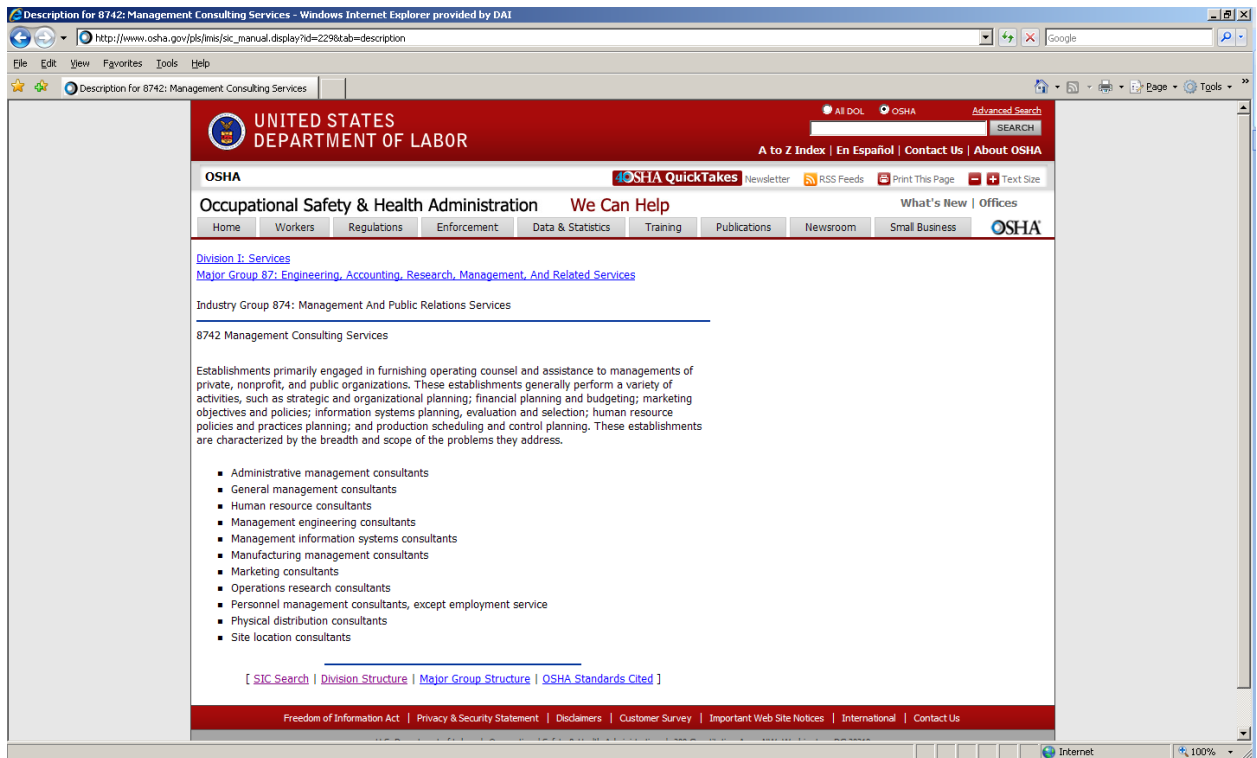 Description for 8742: Management Consulting Services - Windows Internet Explorer provided by DAI
http://www.osha.gov/pls/imis/sic_manual.display?id=229&tab=description
Google
File Edit View Favorites Tools Help
Description for 8742: Management Consulting Services
Page Tools
UNITED STATES
DEPARTMENT OF LABOR
All DOL OSHA Advanced Search
SEARCH
A to Z Index | En Español | Contact Us | About OSHA
OSHA
40SHA QuickTakes Newsletter RSS Feeds Print This Page Text Size
Occupational Safety & Health Administration We Can Help
What's New | Offices
Home Workers Regulations Enforcement Data & Statistics Training Publications Newsroom Small Business OSHA
Division I: Services
Major Group 87: Engineering, Accounting, Research, Management, And Related Services
Industry Group 874: Management And Public Relations Services
8742 Management Consulting Services
Establishments primarily engaged in furnishing operating counsel and assistance to managements of
private, nonprofit, and public organizations. These establishments generally perform a variety of
activities, such as strategic and organizational planning; financial planning and budgeting; marketing
objectives and policies; information systems planning, evaluation and selection; human resource
policies and practices planning; and production scheduling and control planning. These establishments
are characterized by the breadth and scope of the problems they address.
Administrative management consultants
General management consultants
Human resource consultants
Management engineering consultants
Management information systems consultants
Manufacturing management consultants
Marketing consultants
Operations research consultants
Personnel management consultants, except employment service
Physical distribution consultants
Site location consultants
[ SIC Search | Division Structure | Major Group Structure | OSHA Standards Cited ]
Freedom of Information Act | Privacy & Security Statement | Disclaimers | Customer Survey | Important Web Site Notices | International | Contact Us
Internet 100%